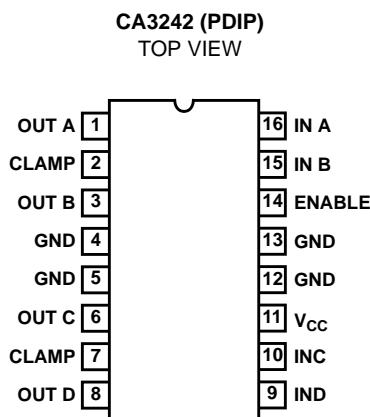 CA3242 (PDIP)
TOP VIEW
OUT A 1 16 IN A
CLAMP 2 15 IN B
OUT B 3 14 ENABLE
GND 4 13 GND
GND 5 12 GND
OUT C 6 11 VCC
CLAMP 7 10 INC
OUT D 8 9 IND